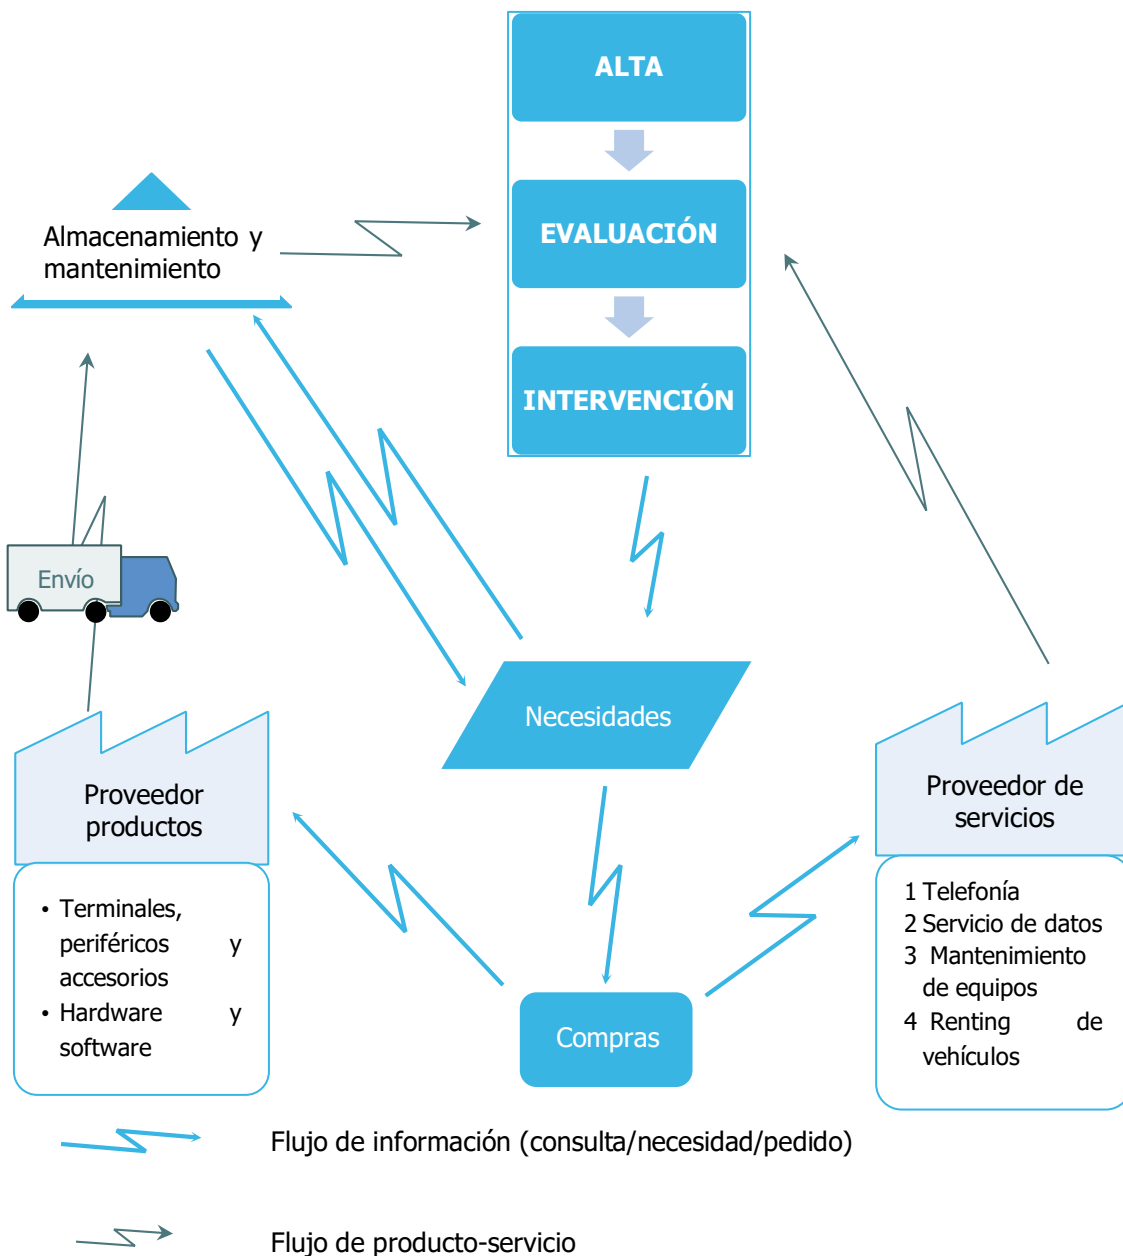 ALTA
EVALUACIÓN
INTERVENCIÓN
Almacenamiento y
mantenimiento
Envío
Necesidades
Proveedor
productos
• Terminales,
periféricos y
accesorios
• Hardware y
software
Compras
Proveedor de
servicios
1 Telefonía
2 Servicio de datos
3 Mantenimiento
de equipos
4 Renting de
vehículos
Flujo de información (consulta/necesidad/pedido)
Flujo de producto-servicio